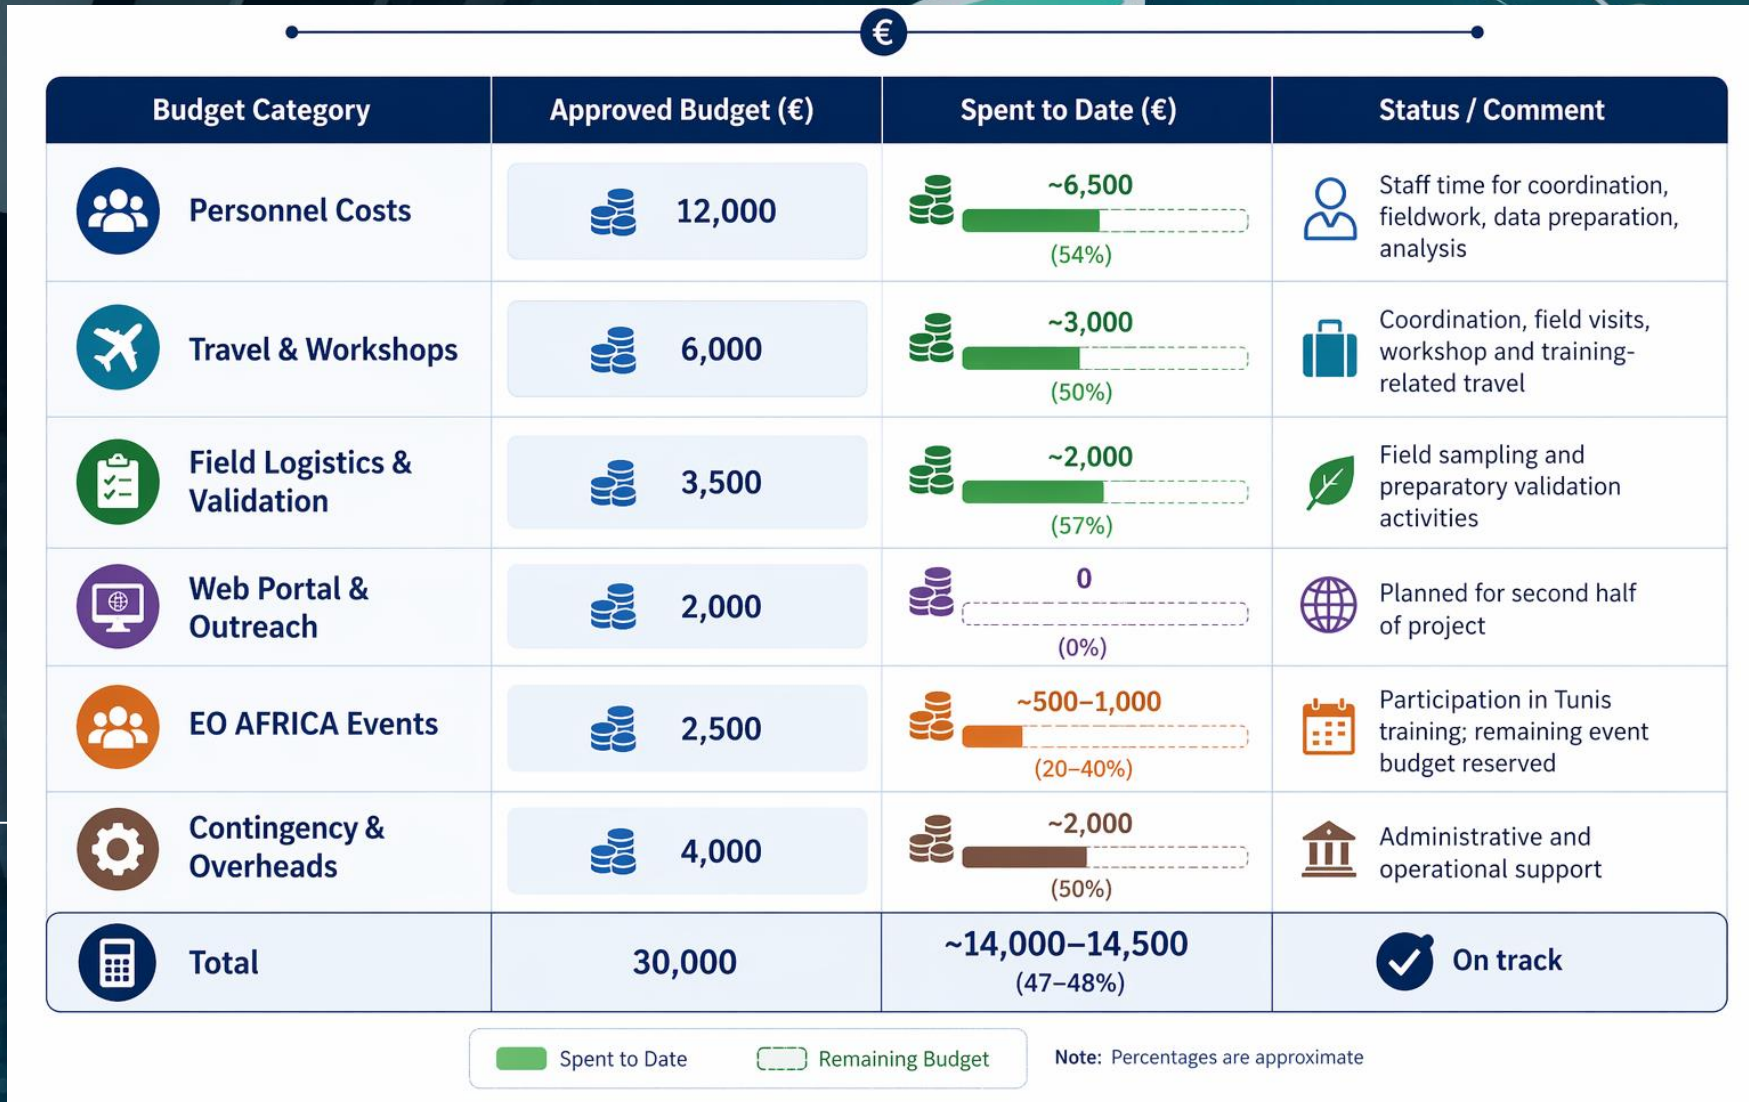 €
Budget Category
Approved Budget (€)
Spent to Date (€)
Status / Comment
Personnel Costs
12,000
~6,500
(54%)
Staff time for coordination,
fieldwork, data preparation,
analysis
Travel & Workshops
6,000
~3,000
(50%)
Coordination, field visits,
workshop and training-
related travel
Field Logistics &
Validation
3,500
~2,000
(57%)
Field sampling and
preparatory validation
activities
Web Portal &
Outreach
2,000
0
(0%)
Planned for second half
of project
EO AFRICA Events
2,500
~500–1,000
(20–40%)
Participation in Tunis
training; remaining event
budget reserved
Contingency &
Overheads
4,000
~2,000
(50%)
Administrative and
operational support
Total
30,000
~14,000–14,500
(47–48%)
On track
Spent to Date
Remaining Budget
Note: Percentages are approximate